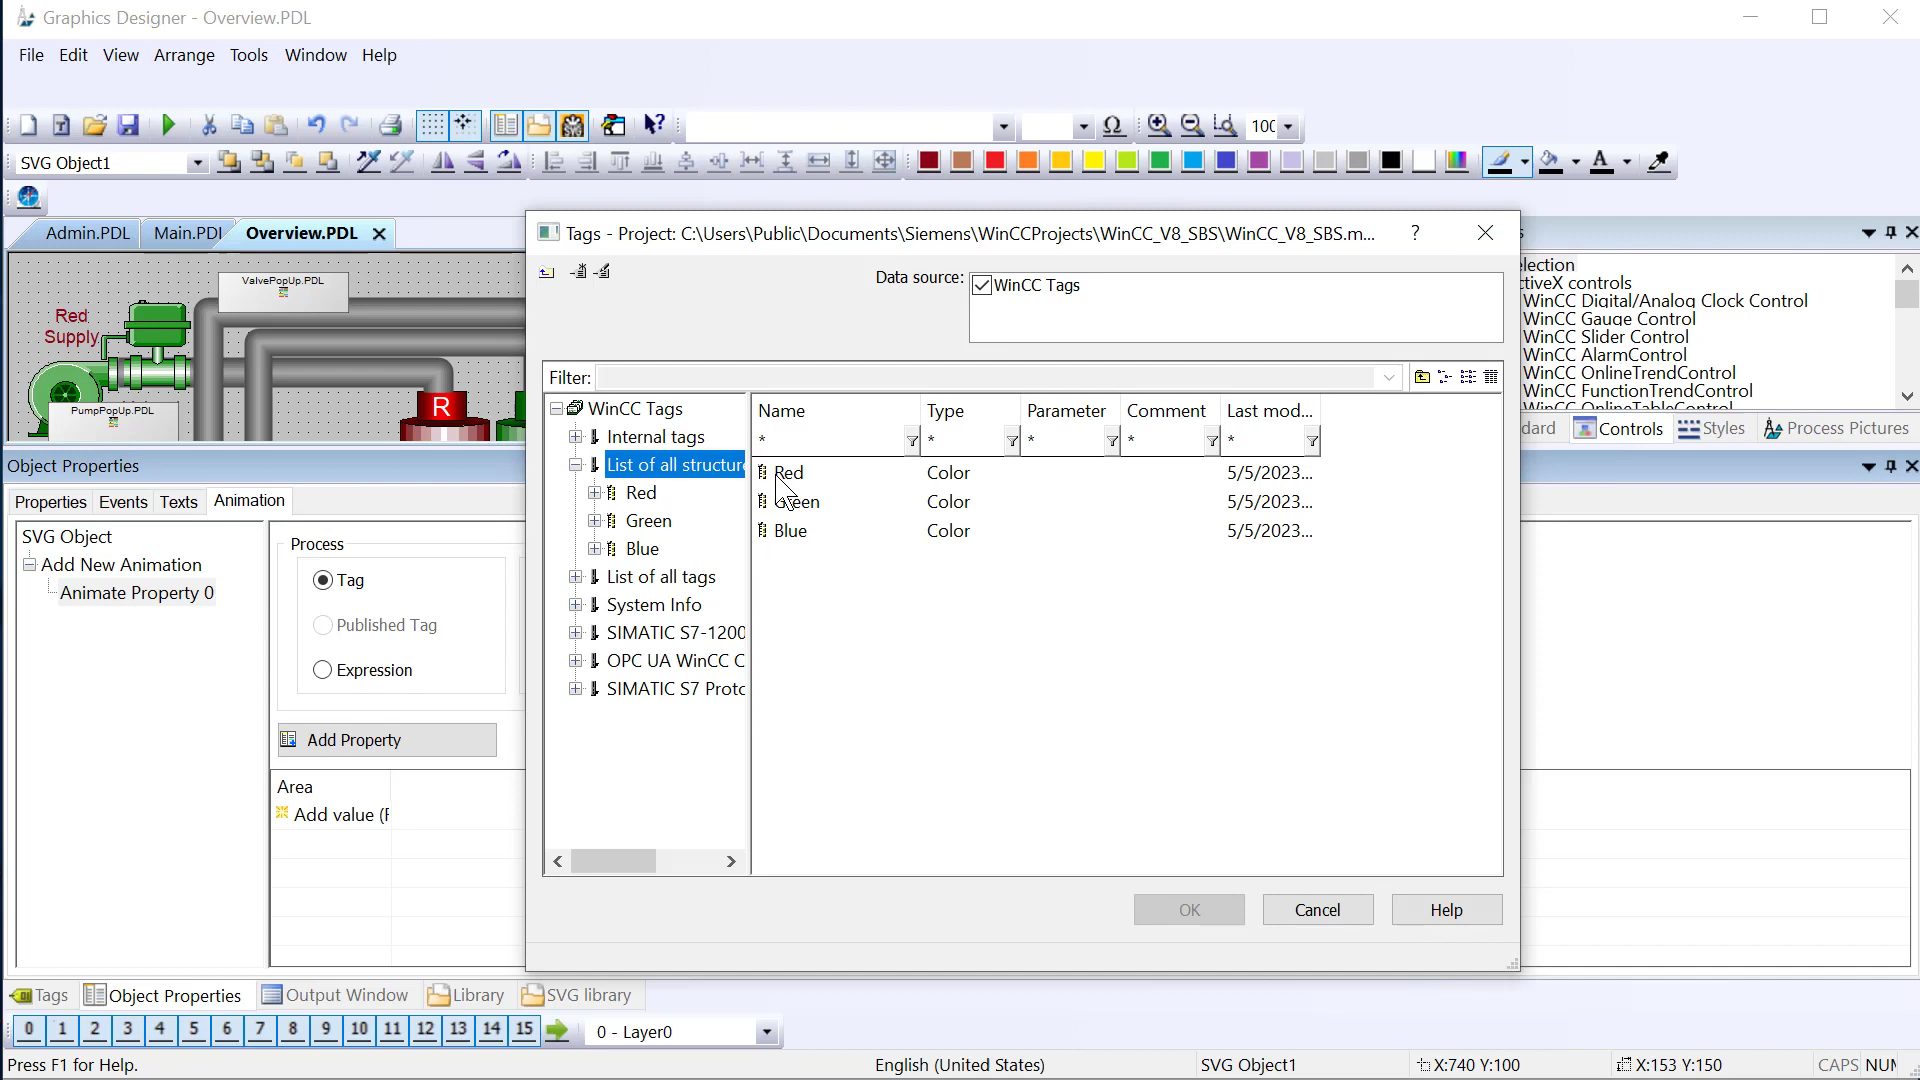 Graphics Designer - Overview.PDL
File Edit View Arrange Tools Window Help
100
SVG Object1
Admin.PDL Main.PDL Overview.PDL
ValvePopUp.PDL
Red
Supply
PumpPopUp.PDL
R
Tags - Project: C:\Users\Public\Documents\Siemens\WinCCProjects\WinCC_V8_SBS\WinCC_V8_SBS.m...
Data source: WinCC Tags
Filter:
WinCC Tags
Internal tags
List of all structure
Red
Green
Blue
List of all tags
System Info
SIMATIC S7-1200
OPC UA WinCC C
SIMATIC S7 Proto
Name Type Parameter Comment Last mod...
* * * * *
Red Color 5/5/2023...
Green Color 5/5/2023...
Blue Color 5/5/2023...
OK Cancel Help
s
election
ctiveX controls
WinCC Digital/Analog Clock Control
WinCC Gauge Control
WinCC Slider Control
WinCC AlarmControl
WinCC OnlineTrendControl
WinCC FunctionTrendControl
WinCC OnlineTableControl
dard Controls Styles Process Pictures
Object Properties
Properties Events Texts Animation
SVG Object
Add New Animation
Animate Property 0
Process
Tag
Published Tag
Expression
Add Property
Area
Add value (F
Tags Object Properties Output Window Library SVG library
0 1 2 3 4 5 6 7 8 9 10 11 12 13 14 15 0 - Layer0
Press F1 for Help. English (United States) SVG Object1 X:740 Y:100 X:153 Y:150 CAPS NUM